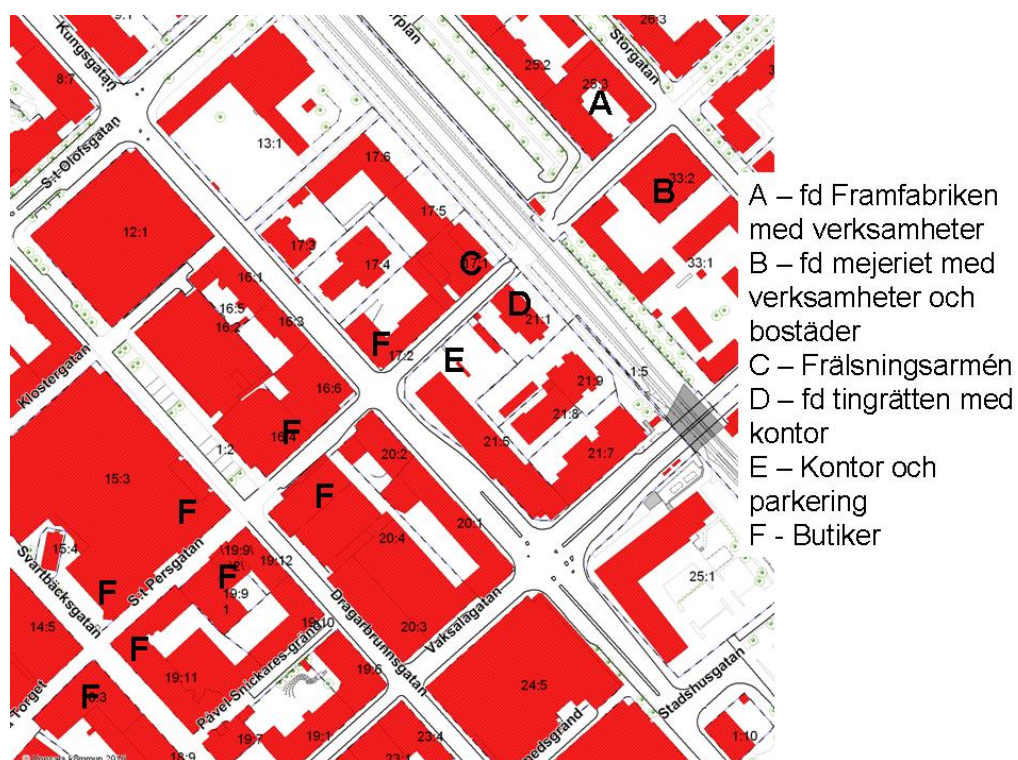 9:1
Kungsgatan
8:7
S:t Olofsgatan
13:1
12:1
16:1
16:5
16:2
16:3
17:6
17:5
17:3
17:4
17:1
C
F
17:2
25:2
25:3
A
Storgatan
26:3
B
33:2
33:1
D
21:1
E
21:9
21:8
1:5
21:5
21:7
16:6
F
16:4
Klostergatan
1:2
15:3
F
F
20:2
20:1
20:4
20:3
15:4
Svartbäcksgatan
S:t Persgatan
F
14:5
F
19:9
F
19:9
1
19:12
19:10
Dragarbrunnsgatan
Vaksalagatan
25:1
F
19:11
Påvel Snickares gränd
19:6
24:5
Stadshusgatan
F
Torget
19:7
19:1
23:4
23:1
18:9
1:10
A – fd Framfabriken
med verksamheter
B – fd mejeriet med
verksamheter och
bostäder
C – Frälsningsarmén
D – fd tingrätten med
kontor
E – Kontor och
parkering
F - Butiker